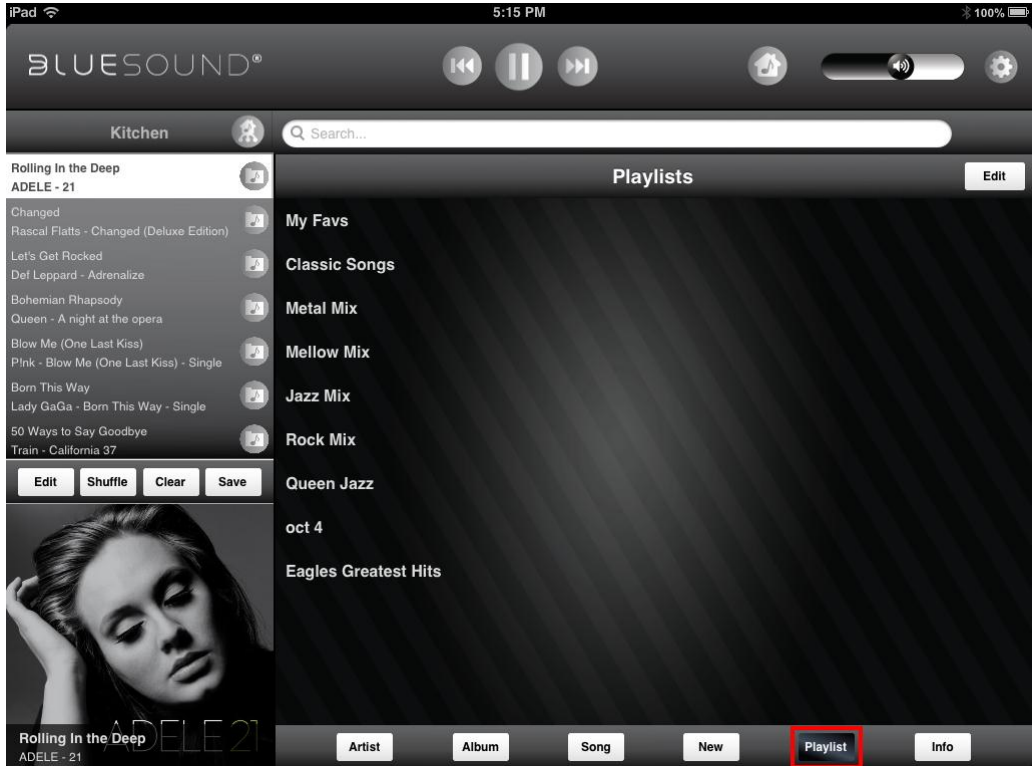 iPad 5:15 PM 100%
BLUESOUND®
Kitchen
Search...
Rolling In the Deep
ADELE - 21
Changed
Rascal Flatts - Changed (Deluxe Edition)
Let's Get Rocked
Def Leppard - Adrenalize
Bohemian Rhapsody
Queen - A night at the opera
Blow Me (One Last Kiss)
P!nk - Blow Me (One Last Kiss) - Single
Born This Way
Lady GaGa - Born This Way - Single
50 Ways to Say Goodbye
Train - California 37
Edit Shuffle Clear Save
ADELE 21
Rolling In the Deep
ADELE - 21
Playlists Edit
My Favs
Classic Songs
Metal Mix
Mellow Mix
Jazz Mix
Rock Mix
Queen Jazz
oct 4
Eagles Greatest Hits
Artist Album Song New Playlist Info